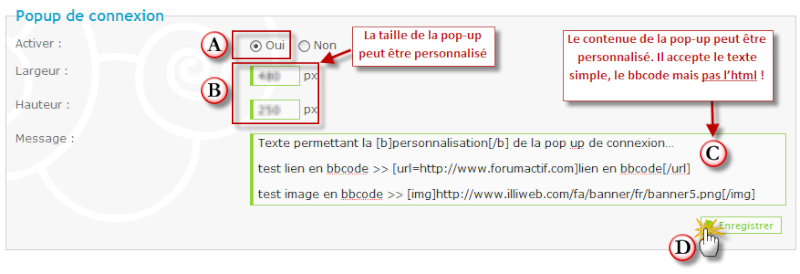 Popup de connexion
Activer :
A
Oui
Non
La taille de la pop-up
peut être personnalisé
Largeur :
B
480 px
Hauteur :
250 px
Le contenue de la pop-up peut être
personnalisé. Il accepte le texte
simple, le bbcode mais pas l'html !
Message :
Texte permettant la [b]personnalisation[/b] de la pop up de connexion...
C
test lien en bbcode >> [url=http://www.forumactif.com]lien en bbcode[/url]
test image en bbcode >> [img]http://www.illiweb.com/fa/banner/fr/banner5.png[/img]
Enregistrer
D